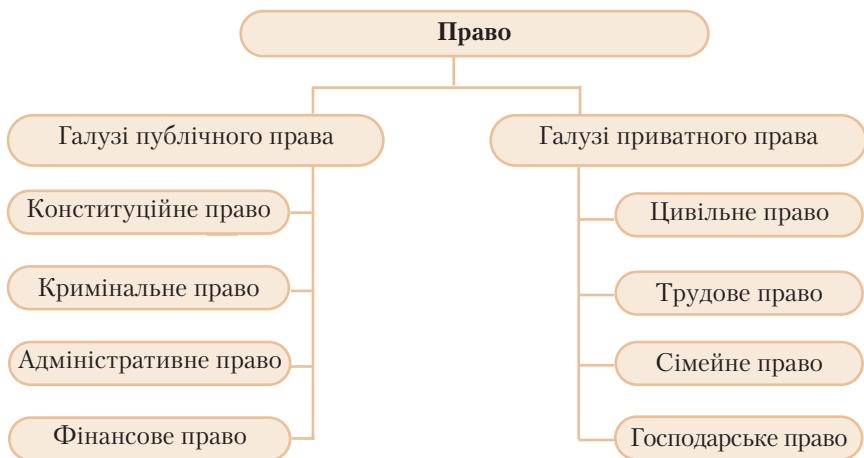 Право
Галузі публічного права
Галузі приватного права
Конституційне право
Цивільне право
Кримінальне право
Трудове право
Адміністративне право
Сімейне право
Фінансове право
Господарське право